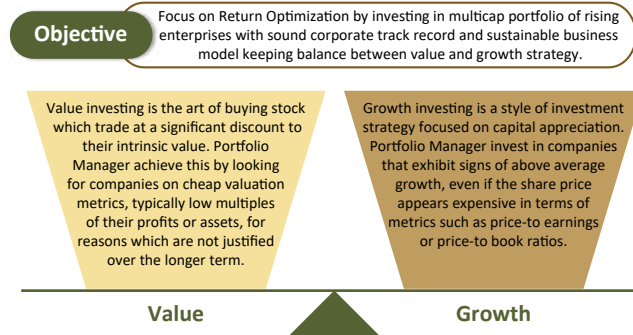 Objective
Focus on Return Optimization by investing in multicap portfolio of rising
enterprises with sound corporate track record and sustainable business
model keeping balance between value and growth strategy.
Value investing is the art of buying stock
which trade at a significant discount to
their intrinsic value. Portfolio
Manager achieve this by looking
for companies on cheap valuation
metrics, typically low multiples
of their profits or assets, for
reasons which are not justified
over the longer term.
Growth investing is a style of investment
strategy focused on capital appreciation.
Portfolio Manager invest in companies
that exhibit signs of above average
growth, even if the share price
appears expensive in terms of
metrics such as price-to earnings
or price-to book ratios.
Value
Growth